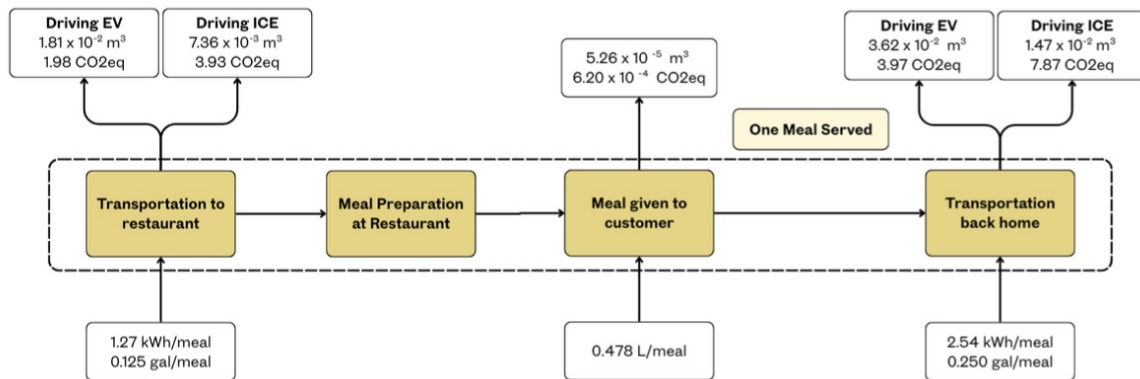 Driving EV
1.81 x 10⁻² m³
1.98 CO2eq
Driving ICE
7.36 x 10⁻³ m³
3.93 CO2eq
5.26 x 10⁻⁵ m³
6.20 x 10⁻⁴ CO2eq
Driving EV
3.62 x 10⁻² m³
3.97 CO2eq
Driving ICE
1.47 x 10⁻² m³
7.87 CO2eq
One Meal Served
Transportation to
restaurant
Meal Preparation
at Restaurant
Meal given to
customer
Transportation
back home
1.27 kWh/meal
0.125 gal/meal
0.478 L/meal
2.54 kWh/meal
0.250 gal/meal